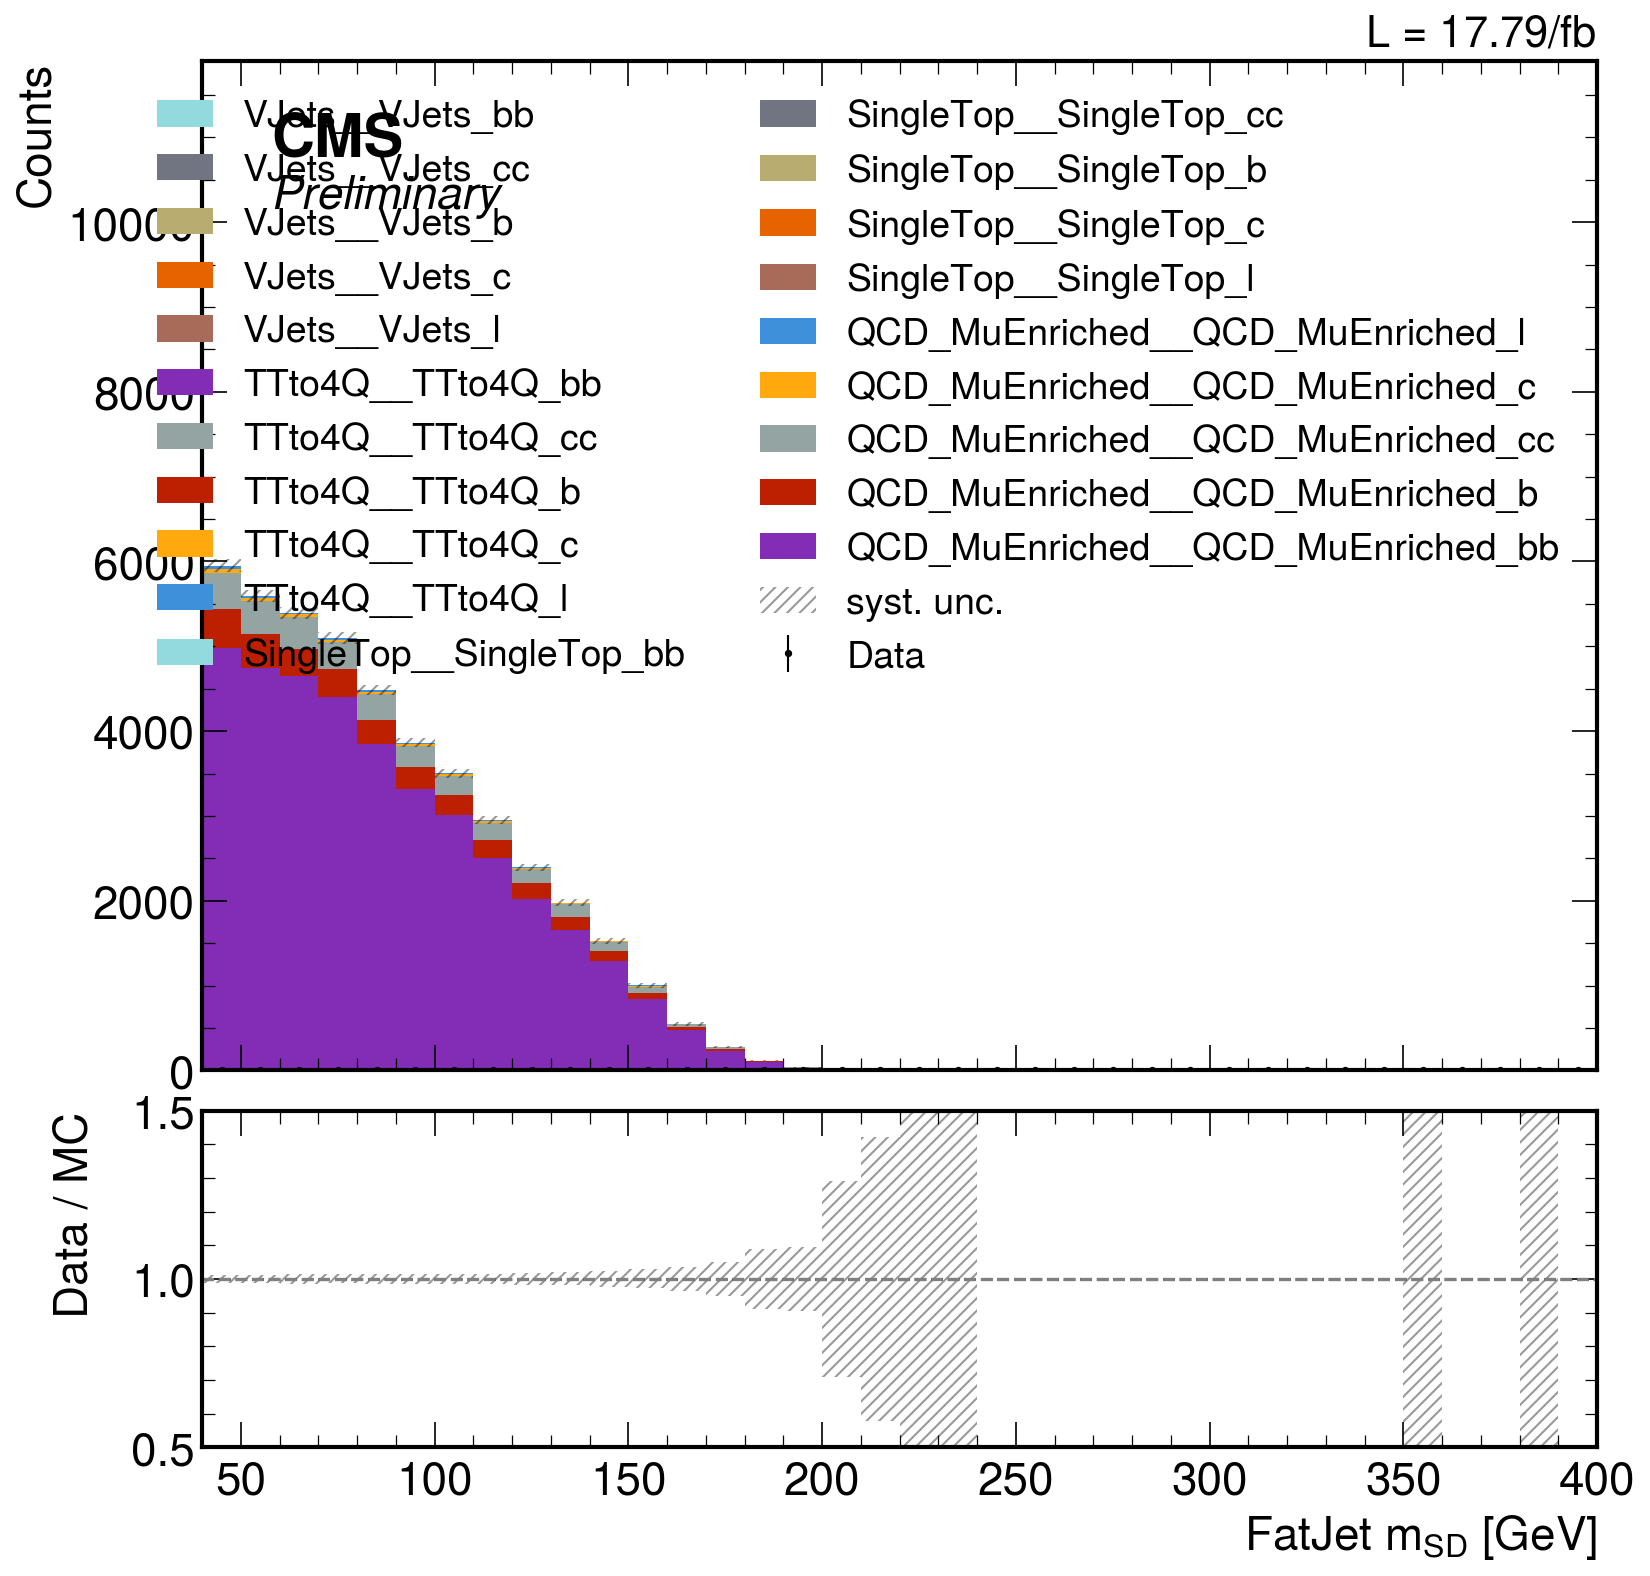 L = 17.79/fb
Counts
CMS
Preliminary
VJets__VJets_bb
VJets__VJets_cc
VJets__VJets_b
VJets__VJets_c
VJets__VJets_l
TTto4Q__TTto4Q_bb
TTto4Q__TTto4Q_cc
TTto4Q__TTto4Q_b
TTto4Q__TTto4Q_c
TTto4Q__TTto4Q_l
SingleTop__SingleTop_bb
SingleTop__SingleTop_cc
SingleTop__SingleTop_b
SingleTop__SingleTop_c
SingleTop__SingleTop_l
QCD_MuEnriched__QCD_MuEnriched_l
QCD_MuEnriched__QCD_MuEnriched_c
QCD_MuEnriched__QCD_MuEnriched_cc
QCD_MuEnriched__QCD_MuEnriched_b
QCD_MuEnriched__QCD_MuEnriched_bb
syst. unc.
Data
10000
8000
6000
4000
2000
0
Data / MC
1.5
1.0
0.5
50 100 150 200 250 300 350 400
FatJet m_SD [GeV]